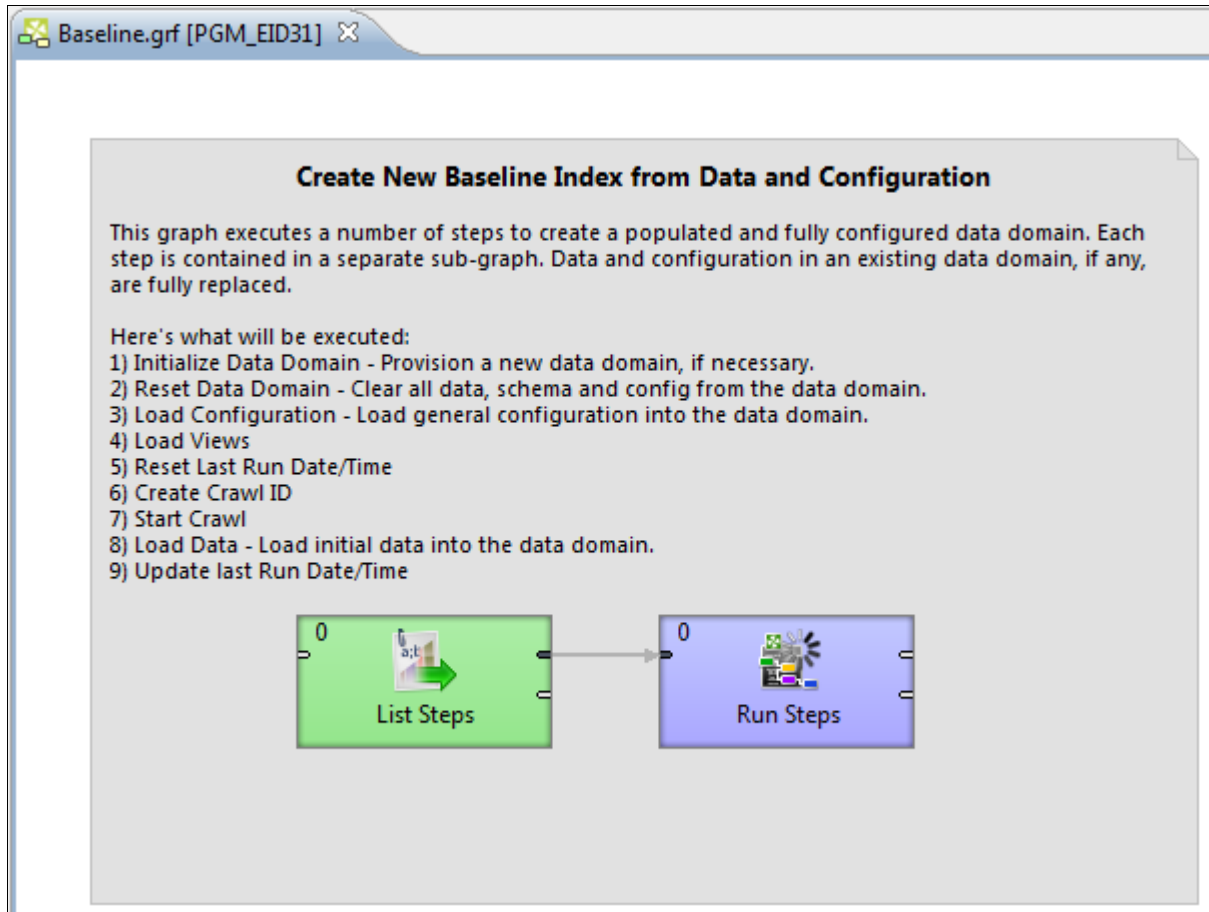 Baseline.grf [PGM_EID31]
Create New Baseline Index from Data and Configuration
This graph executes a number of steps to create a populated and fully configured data domain. Each
step is contained in a separate sub-graph. Data and configuration in an existing data domain, if any,
are fully replaced.
Here's what will be executed:
1) Initialize Data Domain - Provision a new data domain, if necessary.
2) Reset Data Domain - Clear all data, schema and config from the data domain.
3) Load Configuration - Load general configuration into the data domain.
4) Load Views
5) Reset Last Run Date/Time
6) Create Crawl ID
7) Start Crawl
8) Load Data - Load initial data into the data domain.
9) Update last Run Date/Time
0
a;b
List Steps
0
Run Steps